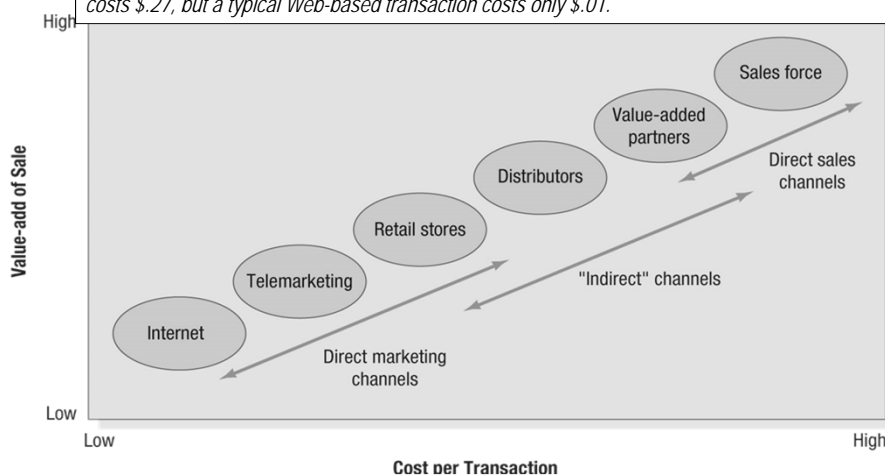 costs $.27, but a typical Web-based transaction costs only $.01.
High
Sales force
Value-added
partners
Direct sales
channels
Distributors
Value-add of Sale
Retail stores
"Indirect" channels
Telemarketing
Internet
Direct marketing
channels
Low
Low
High
Cost per Transaction